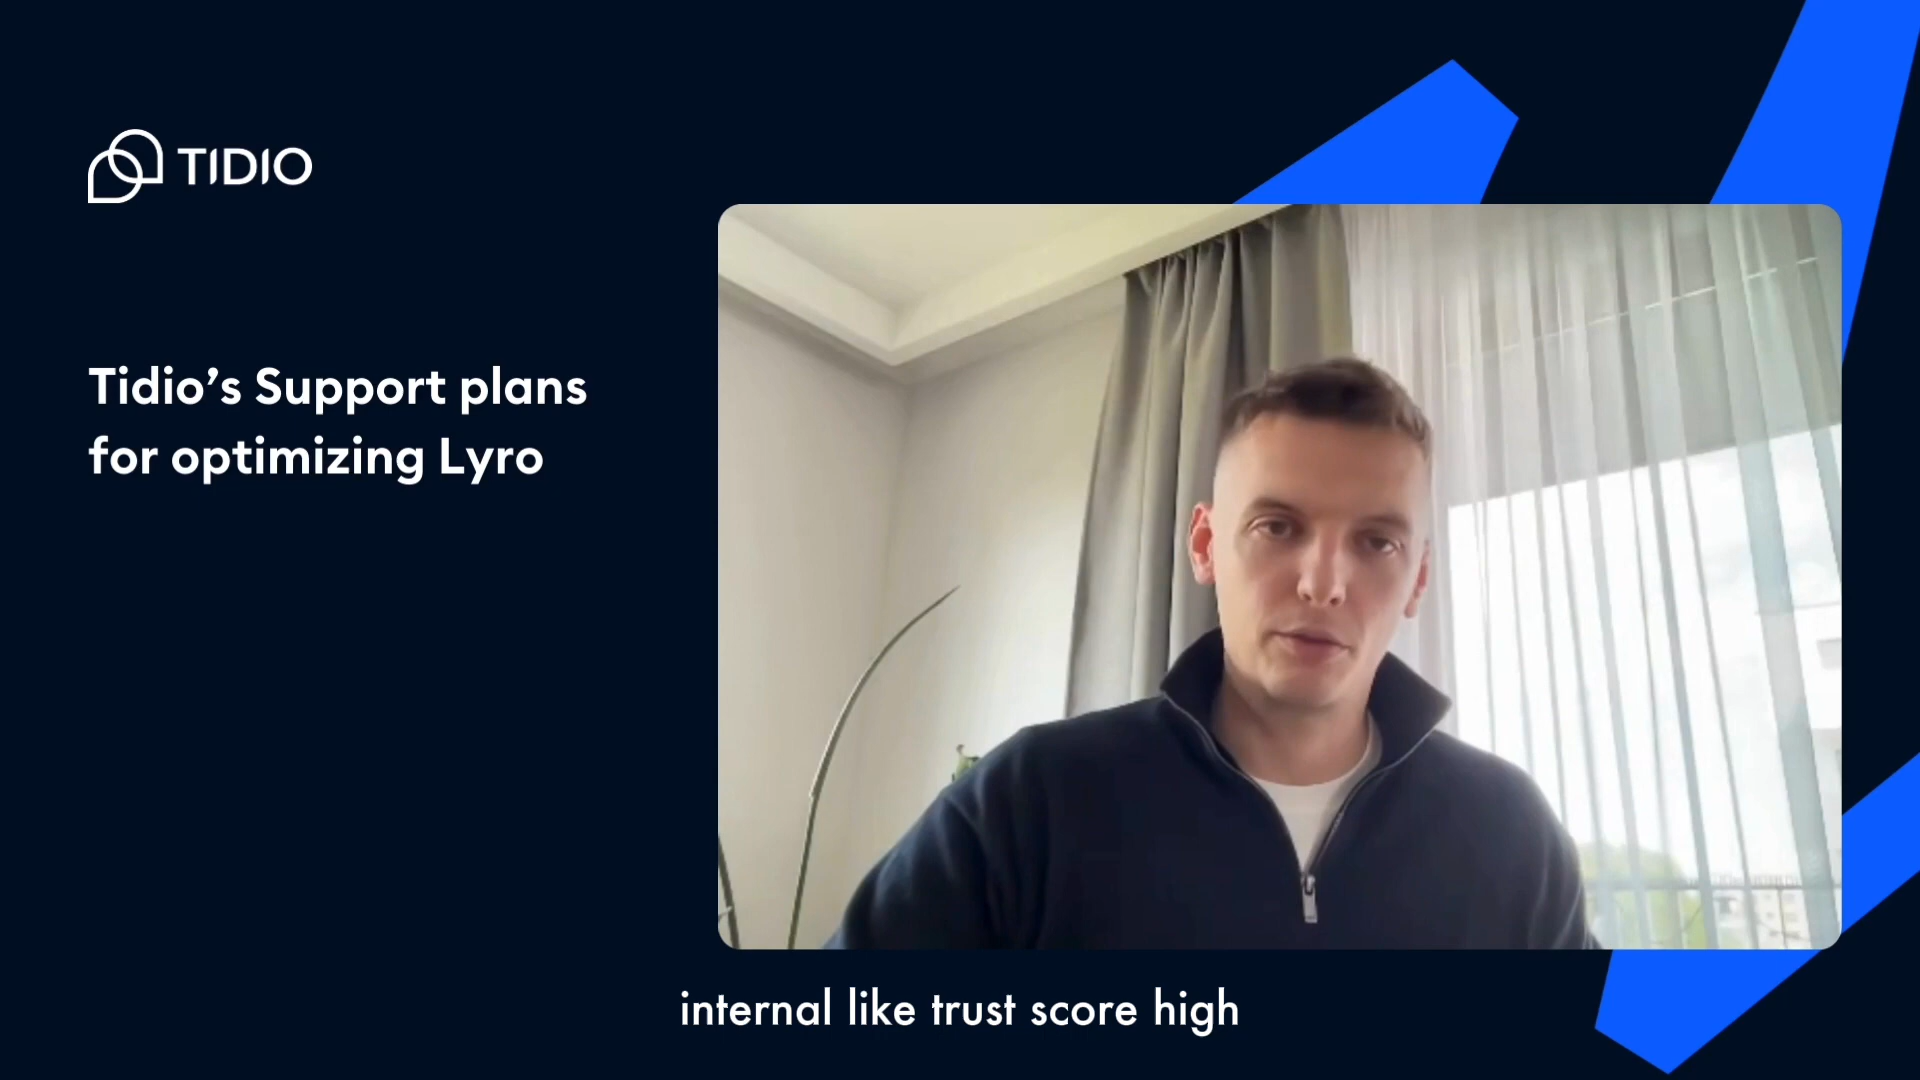 TIDIO
Tidio’s Support plans
for optimizing Lyro
internal like trust score high